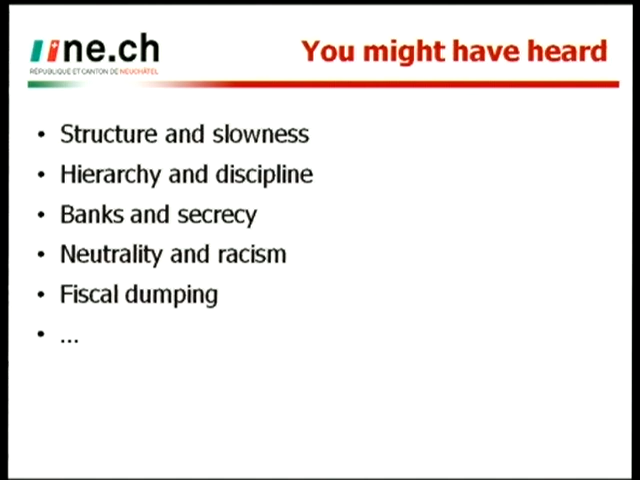 ne.ch
RÉPUBLIQUE ET CANTON DE NEUCHÂTEL
You might have heard
• Structure and slowness
• Hierarchy and discipline
• Banks and secrecy
• Neutrality and racism
• Fiscal dumping
• ...